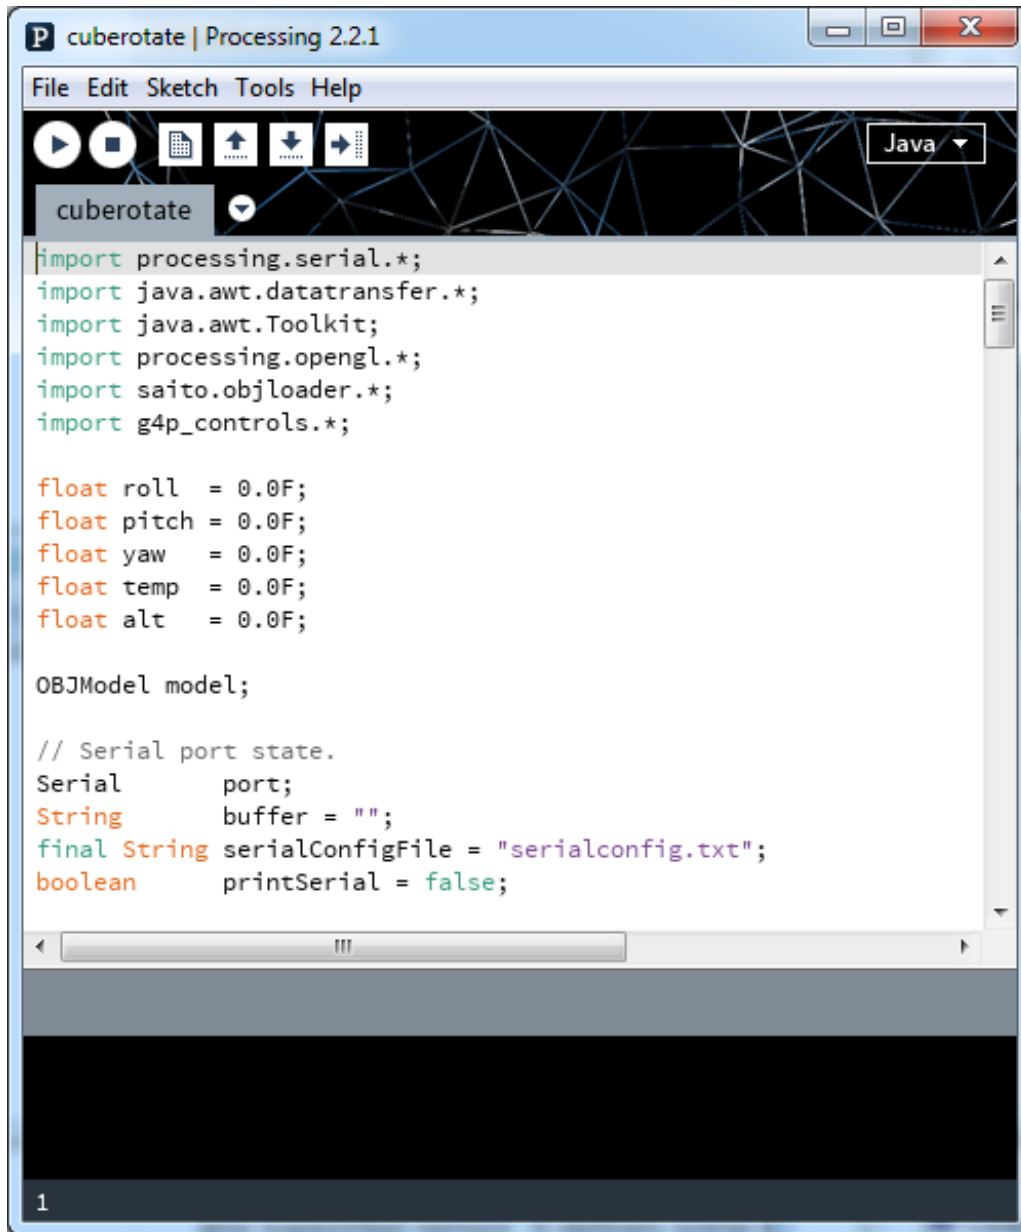 cuberotate | Processing 2.2.1
File Edit Sketch Tools Help
Java
cuberotate
import processing.serial.*;
import java.awt.datatransfer.*;
import java.awt.Toolkit;
import processing.opengl.*;
import saito.objloader.*;
import g4p_controls.*;
float roll  = 0.0F;
float pitch = 0.0F;
float yaw   = 0.0F;
float temp  = 0.0F;
float alt   = 0.0F;
OBJModel model;
// Serial port state.
Serial       port;
String       buffer = "";
final String serialConfigFile = "serialconfig.txt";
boolean      printSerial = false;
1